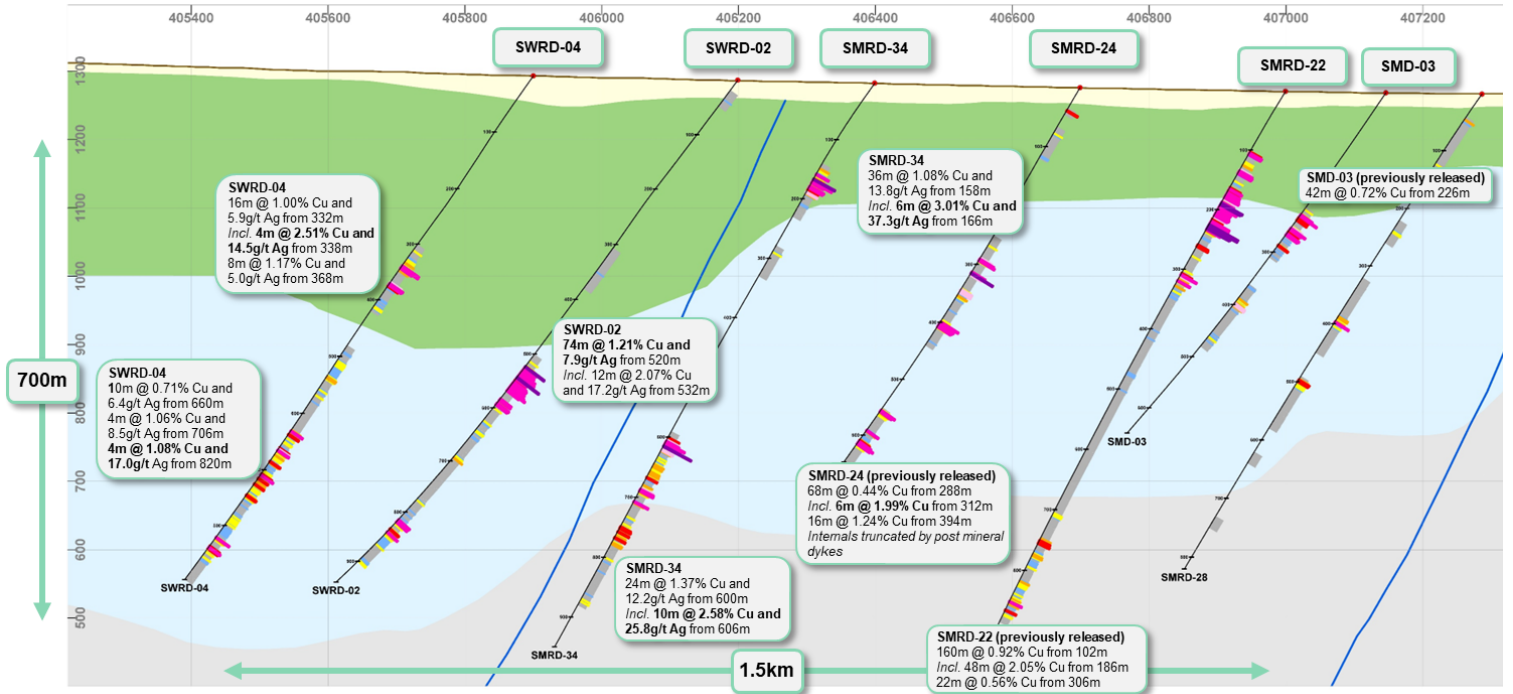 405400 405600 405800 406000 406200 406400 406600 406800 407000 407200
SWRD-04
SWRD-02
SMRD-34
SMRD-24
SMRD-22
SMD-03
1300
1200
1100
1000
900
800
700
600
500
700m
SWRD-04
16m @ 1.00% Cu and
5.9g/t Ag from 332m
Incl. 4m @ 2.51% Cu and
14.5g/t Ag from 338m
8m @ 1.17% Cu and
5.0g/t Ag from 368m
SMRD-34
36m @ 1.08% Cu and
13.8g/t Ag from 158m
Incl. 6m @ 3.01% Cu and
37.3g/t Ag from 166m
SMD-03 (previously released)
42m @ 0.72% Cu from 226m
SWRD-02
74m @ 1.21% Cu and
7.9g/t Ag from 520m
Incl. 12m @ 2.07% Cu
and 17.2g/t Ag from 532m
SWRD-04
10m @ 0.71% Cu and
6.4g/t Ag from 660m
4m @ 1.06% Cu and
8.5g/t Ag from 706m
4m @ 1.08% Cu and
17.0g/t Ag from 820m
SMRD-24 (previously released)
68m @ 0.44% Cu from 288m
Incl. 6m @ 1.99% Cu from 312m
16m @ 1.24% Cu from 394m
Internals truncated by post mineral
dykes
SMRD-34
24m @ 1.37% Cu and
12.2g/t Ag from 600m
Incl. 10m @ 2.58% Cu and
25.8g/t Ag from 606m
SMRD-22 (previously released)
160m @ 0.92% Cu from 102m
Incl. 48m @ 2.05% Cu from 186m
22m @ 0.56% Cu from 306m
SWRD-04
SWRD-02
SMRD-34
SMD-03
SMRD-28
1.5km